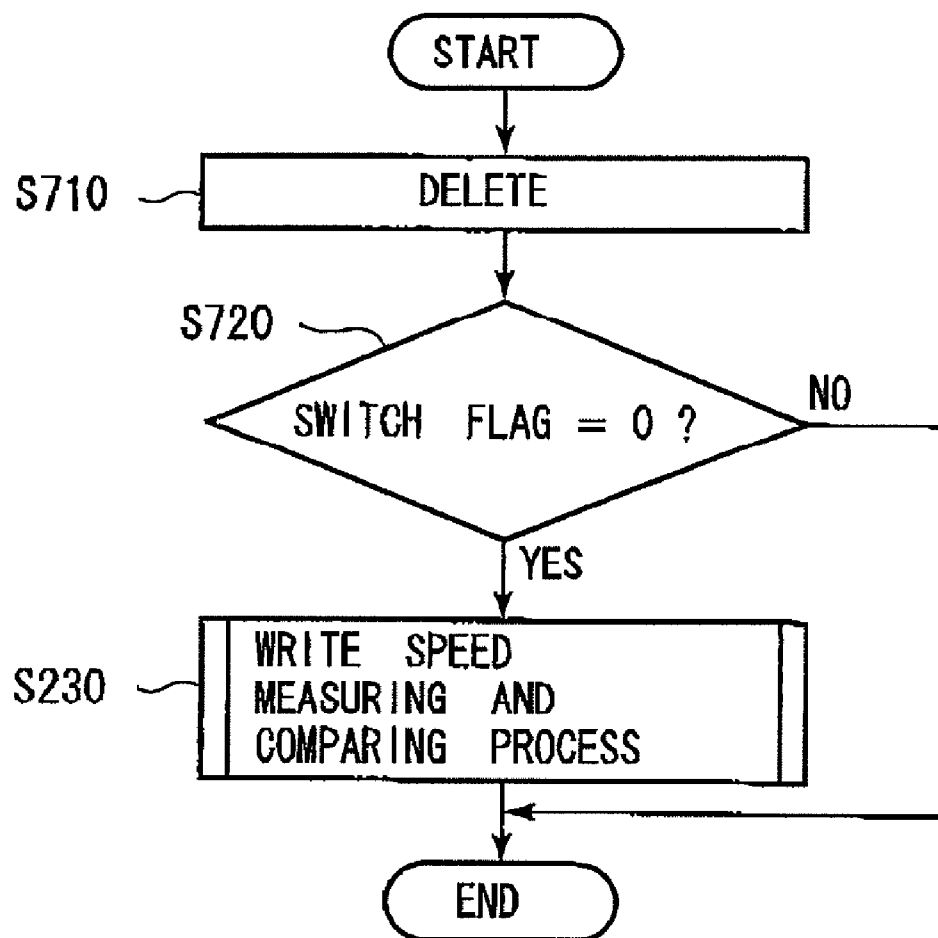 START
S710
DELETE
S720
SWITCH FLAG = 0 ?
NO
YES
S230
WRITE SPEED
MEASURING AND
COMPARING PROCESS
END